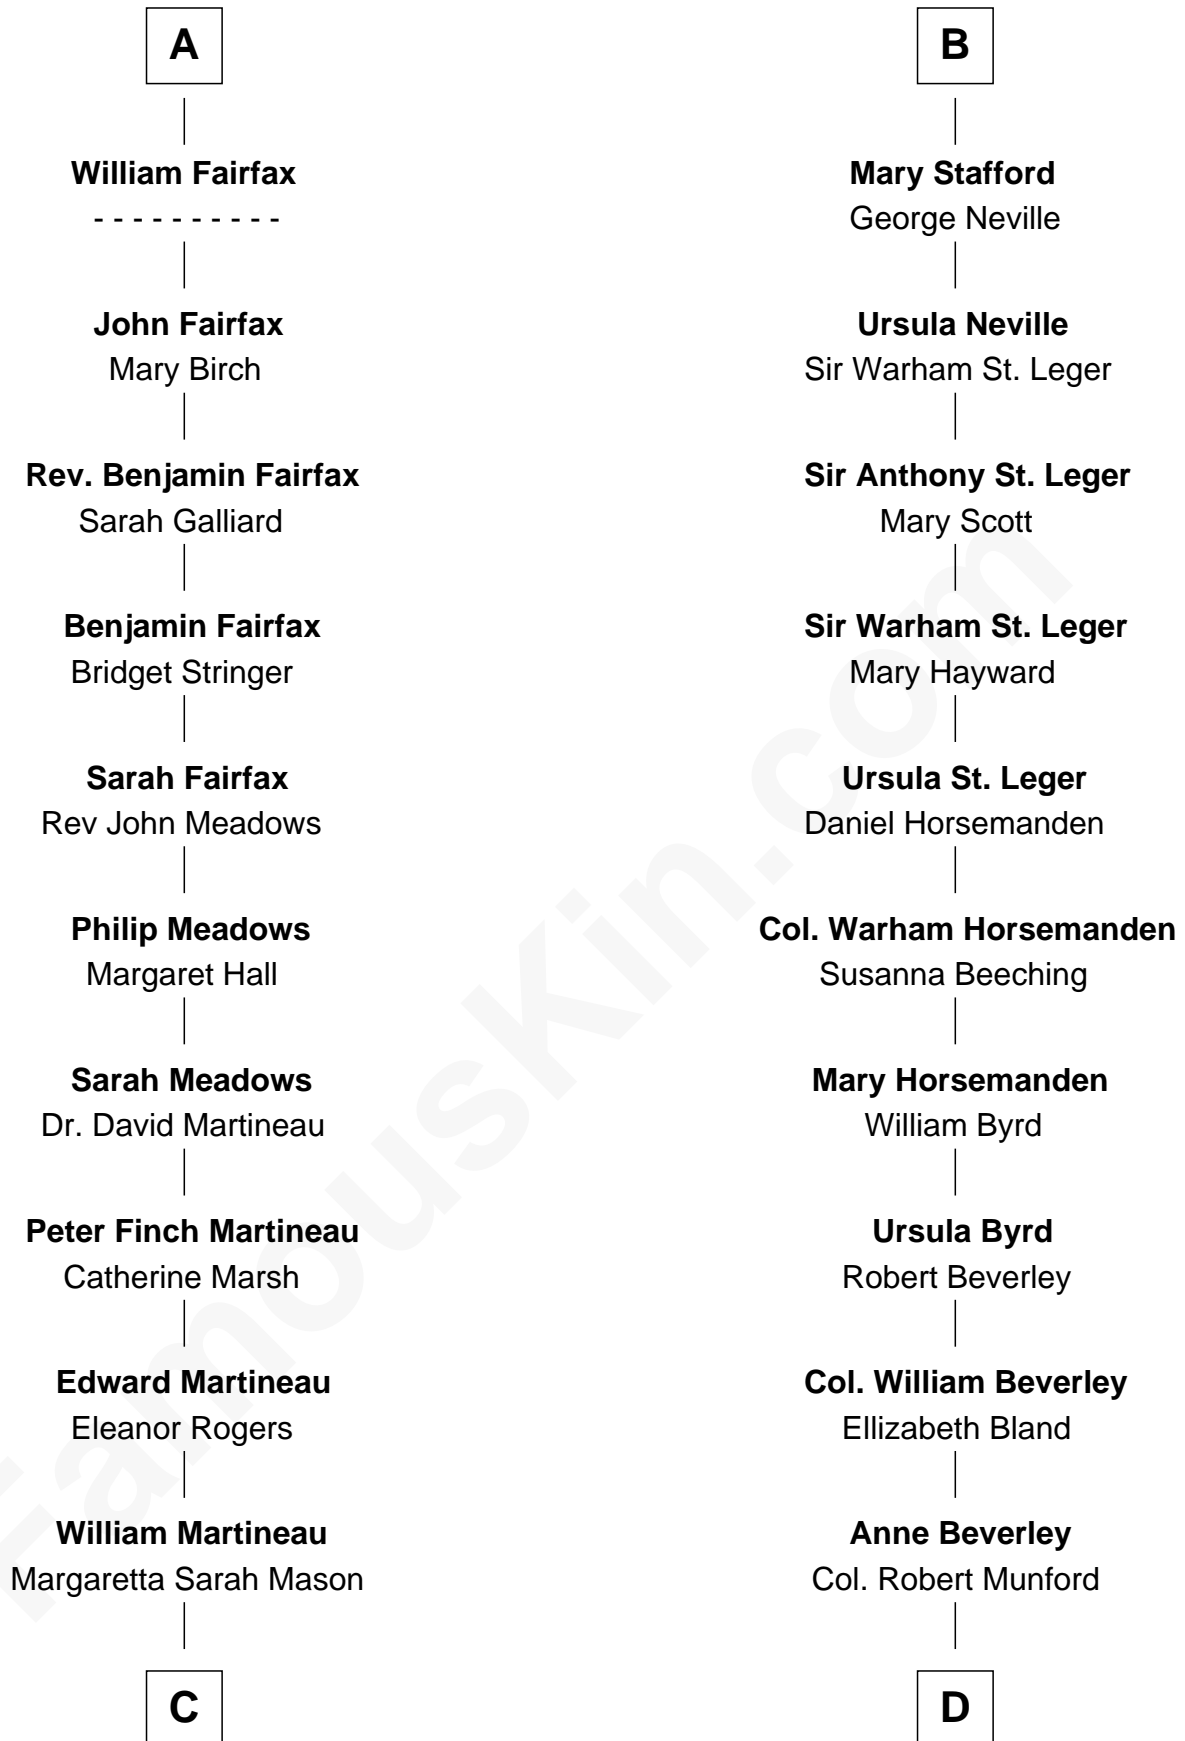 A
William Fairfax
- - - - - - - - - -
John Fairfax
Mary Birch
Rev. Benjamin Fairfax
Sarah Galliard
Benjamin Fairfax
Bridget Stringer
Sarah Fairfax
Rev John Meadows
Philip Meadows
Margaret Hall
Sarah Meadows
Dr. David Martineau
Peter Finch Martineau
Catherine Marsh
Edward Martineau
Eleanor Rogers
William Martineau
Margaretta Sarah Mason
C
B
Mary Stafford
George Neville
Ursula Neville
Sir Warham St. Leger
Sir Anthony St. Leger
Mary Scott
Sir Warham St. Leger
Mary Hayward
Ursula St. Leger
Daniel Horsemanden
Col. Warham Horsemanden
Susanna Beeching
Mary Horsemanden
William Byrd
Ursula Byrd
Robert Beverley
Col. William Beverley
Ellizabeth Bland
Anne Beverley
Col. Robert Munford
D
FamousKin.com